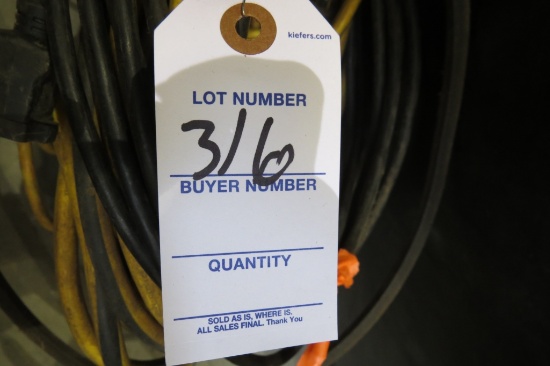 kiefers.com
LOT NUMBER
316
BUYER NUMBER
QUANTITY
SOLD AS IS, WHERE IS.
ALL SALES FINAL. Thank You